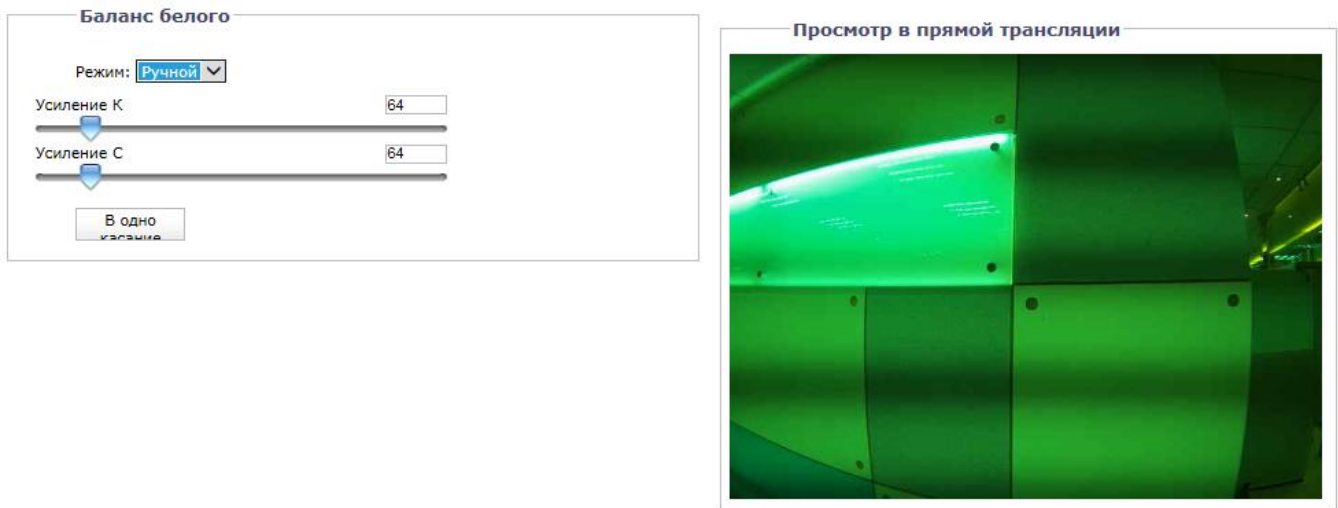 Баланс белого
Режим: Ручной
Усиление К 64
Усиление С 64
В одно
касание
Просмотр в прямой трансляции